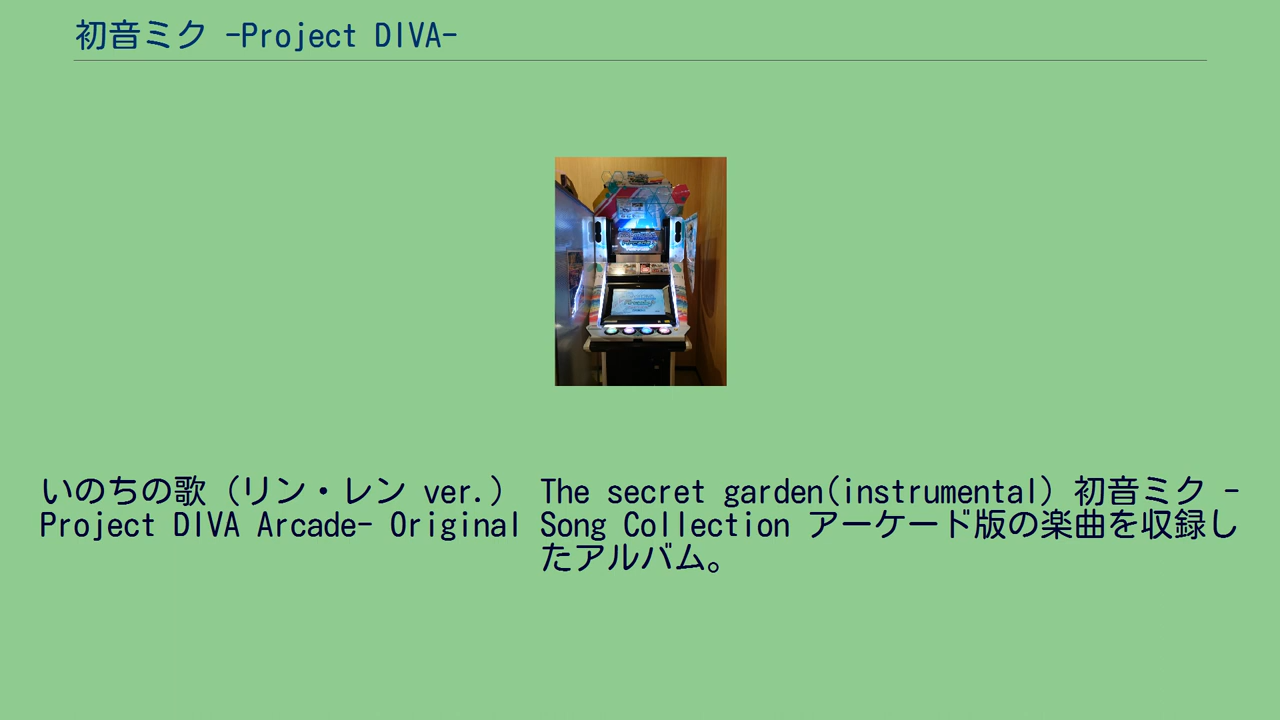 初音ミク -Project DIVA-
いのちの歌（リン・レン ver.） The secret garden(instrumental) 初音ミク -
Project DIVA Arcade- Original Song Collection アーケード版の楽曲を収録し
たアルバム。